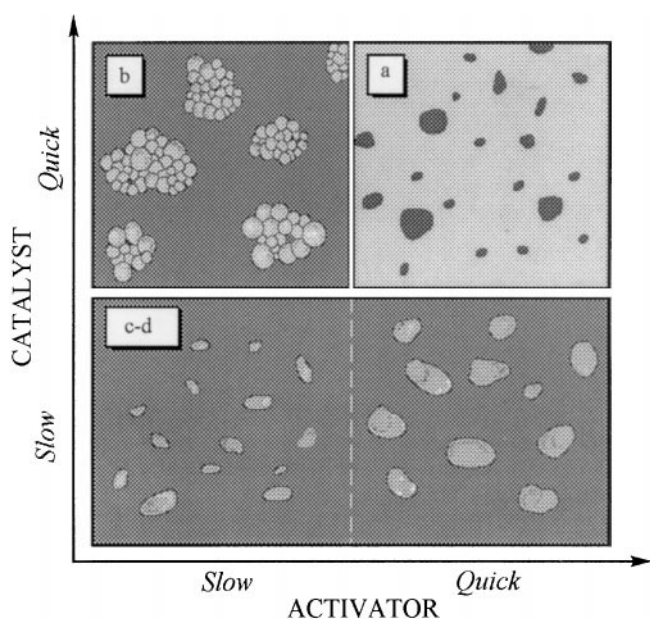 b
a
Quick
CATALYST
c-d
Slow
Slow
Quick
ACTIVATOR